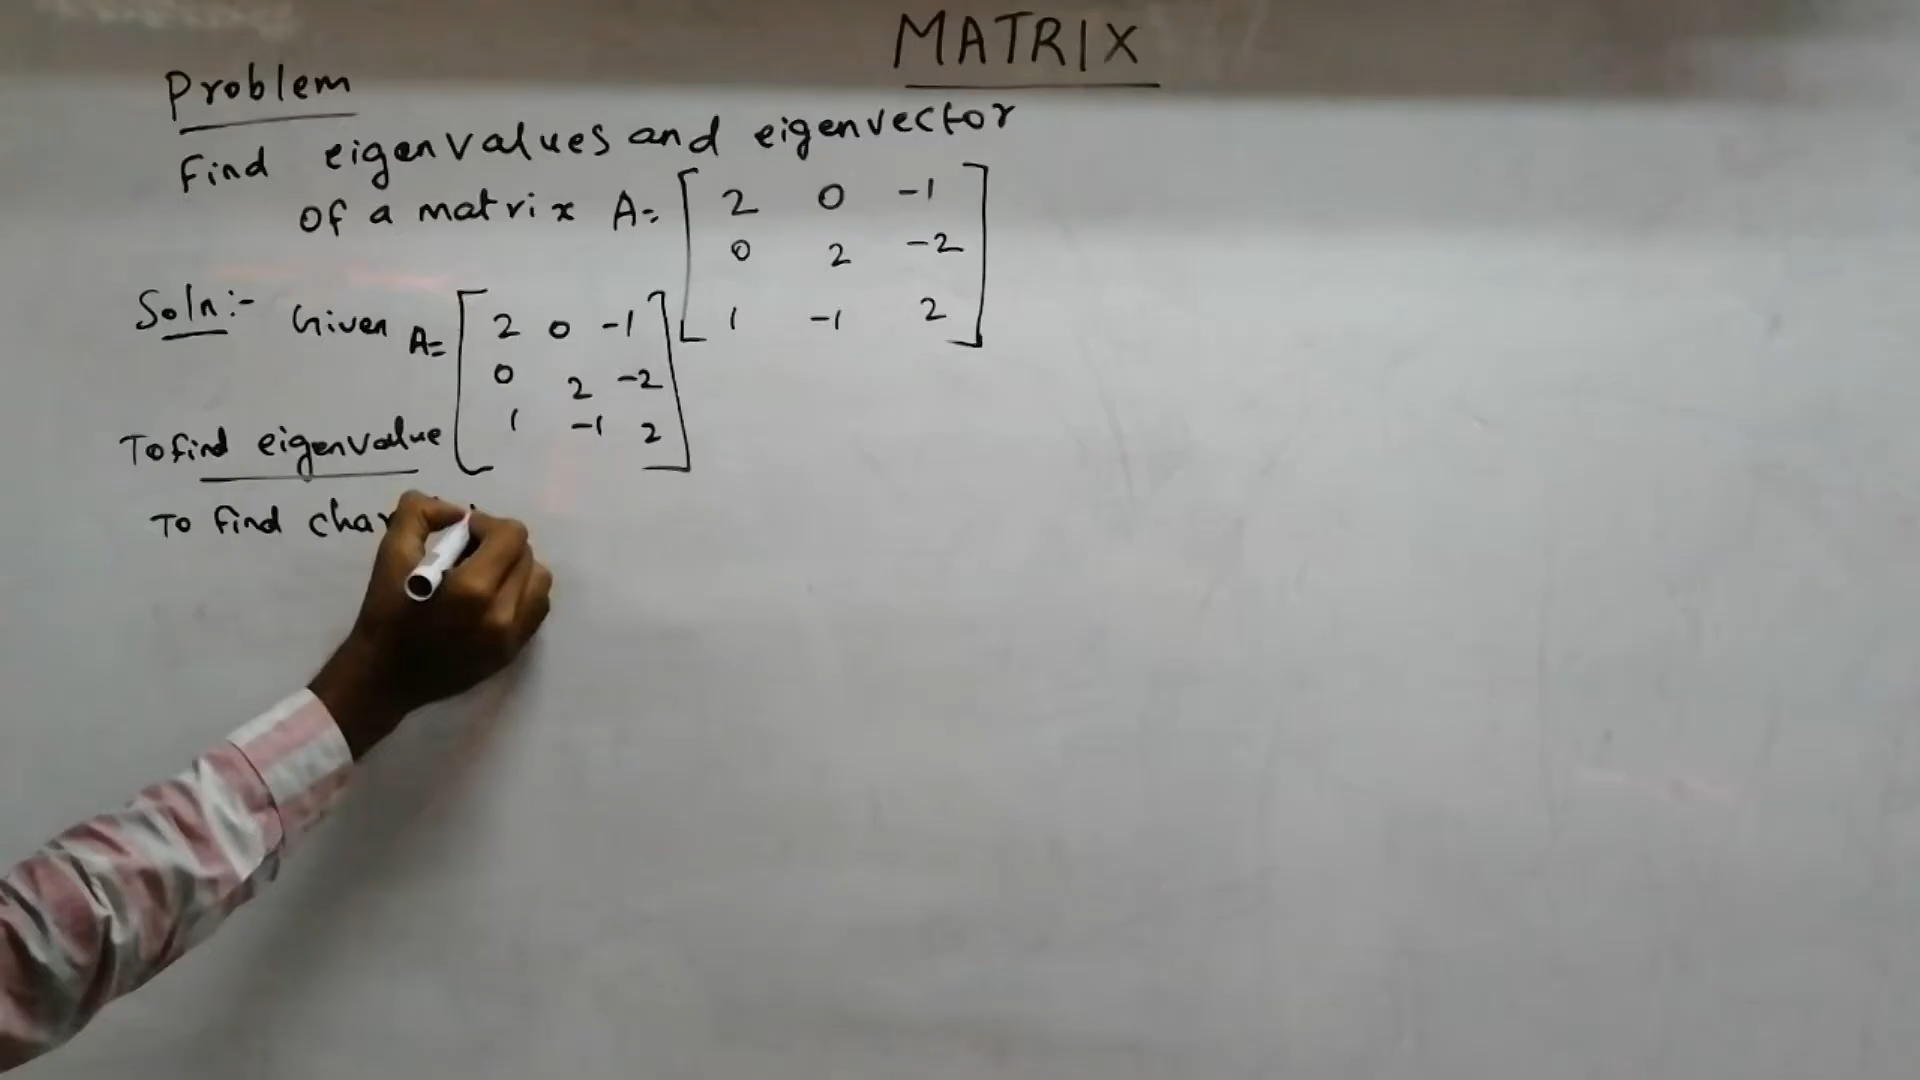 MATRIX
Problem
Find eigenvalues and eigenvector
of a matrix A= [ 2 0 -1
0 2 -2
1 -1 2 ]
Soln:- Given A= [ 2 0 -1
0 2 -2
1 -1 2 ]
To find eigenvalue
To find char